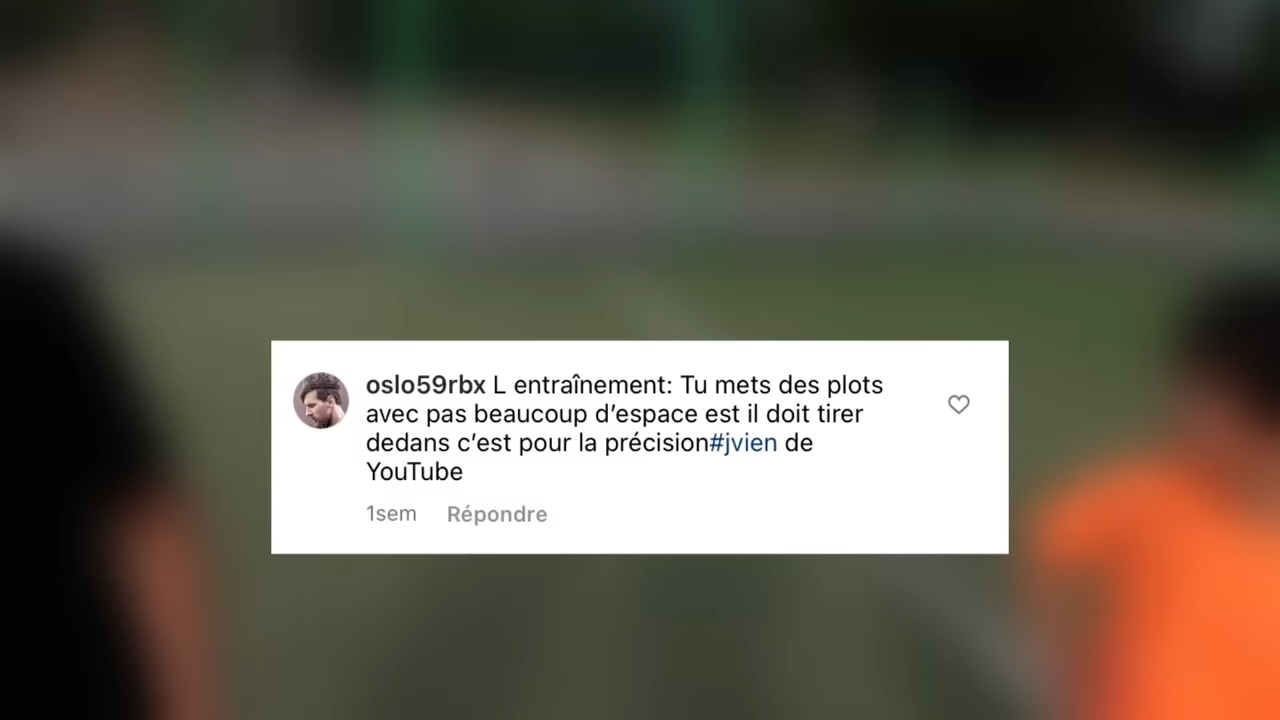 oslo59rbx L entraînement: Tu mets des plots
avec pas beaucoup d’espace est il doit tirer
dedans c’est pour la précision#jvien de
YouTube
1sem Répondre